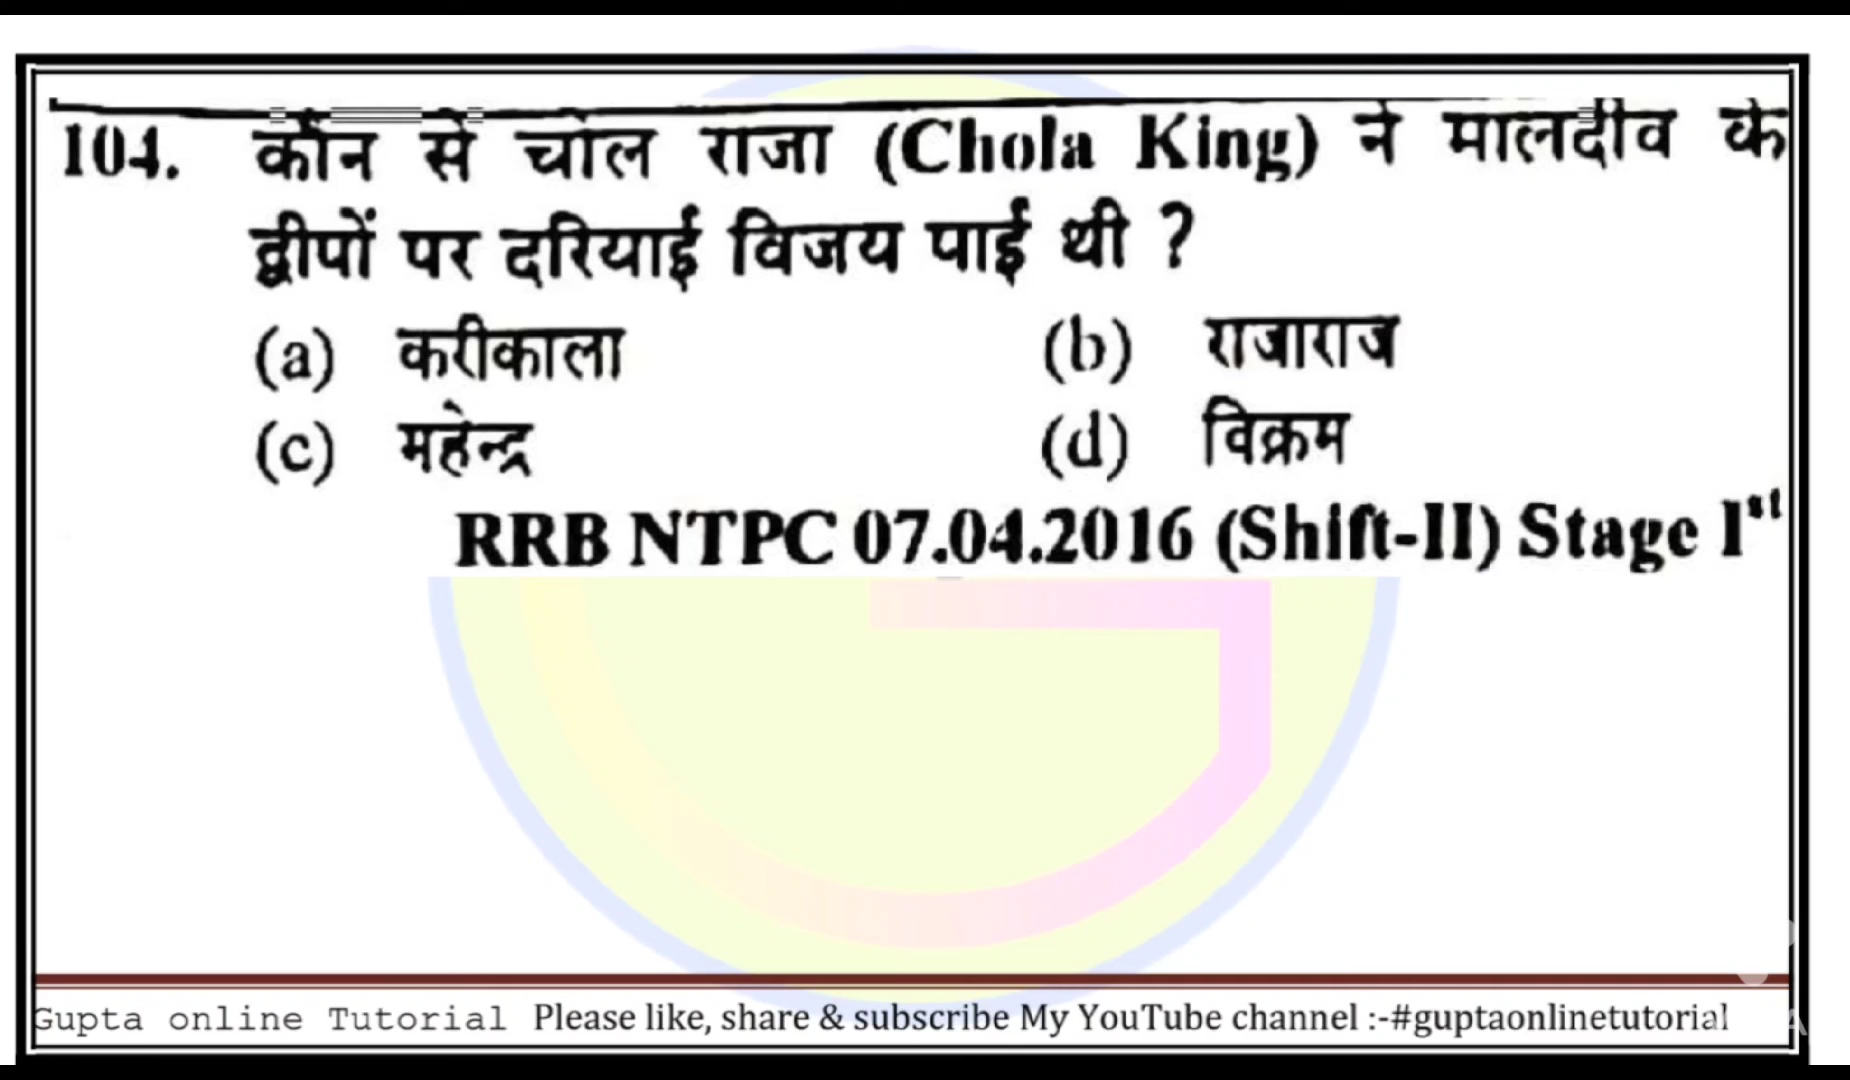 104. कौन से चोल राजा (Chola King) ने मालदीव के
द्वीपों पर दरियाई विजय पाई थी ?
(a) करीकाला (b) राजाराज
(c) महेन्द्र (d) विक्रम
RRB NTPC 07.04.2016 (Shift-II) Stage Ist
Gupta online Tutorial Please like, share & subscribe My YouTube channel :-#guptaonlinetutorial